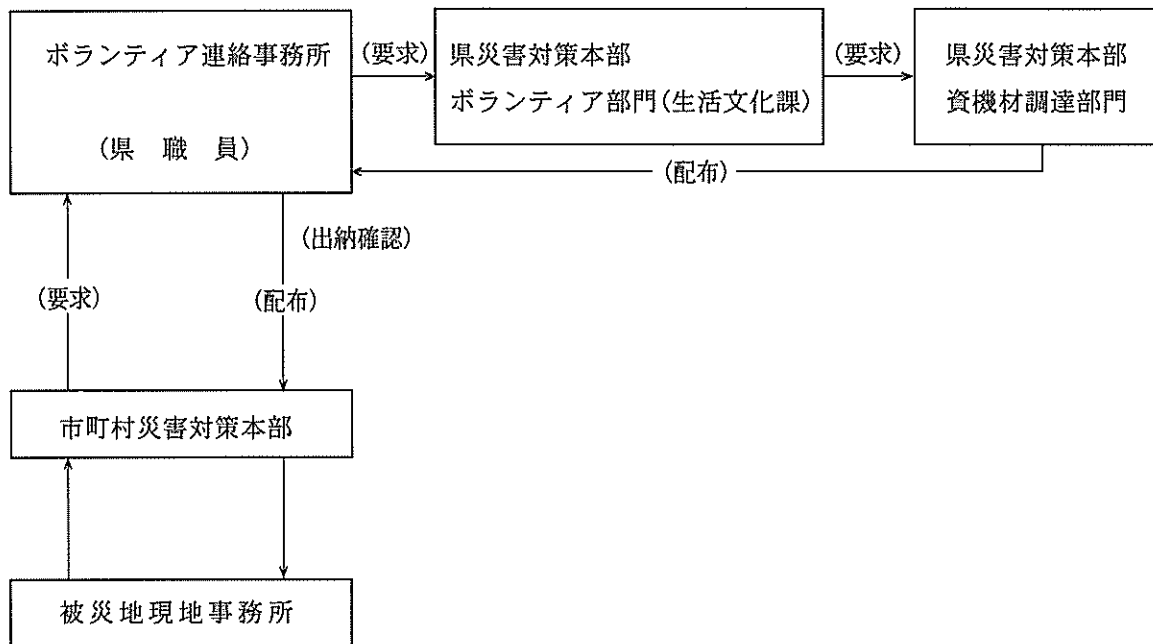 ボランティア連絡事務所
(県 職 員)
(要求)
県災害対策本部
ボランティア部門(生活文化課)
(要求)
県災害対策本部
資機材調達部門
(配布)
(出納確認)
(要求)
(配布)
市町村災害対策本部
被災地現地事務所